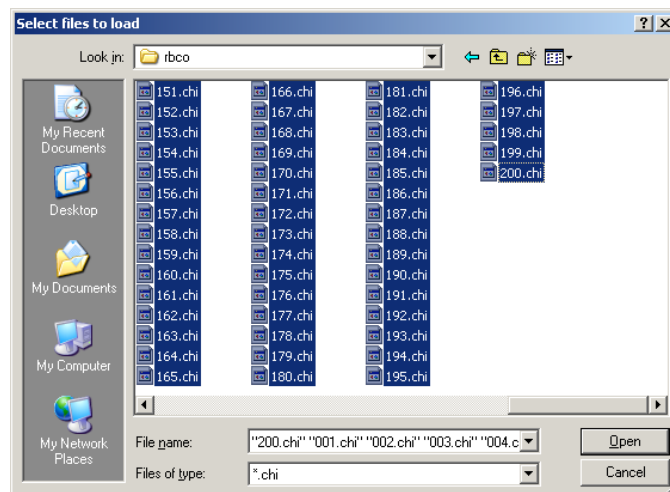 Select files to load
Look in:
rbco
My Recent
Documents
Desktop
My Documents
My Computer
My Network
Places
151.chi
152.chi
153.chi
154.chi
155.chi
156.chi
157.chi
158.chi
159.chi
160.chi
161.chi
162.chi
163.chi
164.chi
165.chi
166.chi
167.chi
168.chi
169.chi
170.chi
171.chi
172.chi
173.chi
174.chi
175.chi
176.chi
177.chi
178.chi
179.chi
180.chi
181.chi
182.chi
183.chi
184.chi
185.chi
186.chi
187.chi
188.chi
189.chi
190.chi
191.chi
192.chi
193.chi
194.chi
195.chi
196.chi
197.chi
198.chi
199.chi
200.chi
File name:
"200.chi" "001.chi" "002.chi" "003.chi" "004.c
Open
Files of type:
*.chi
Cancel